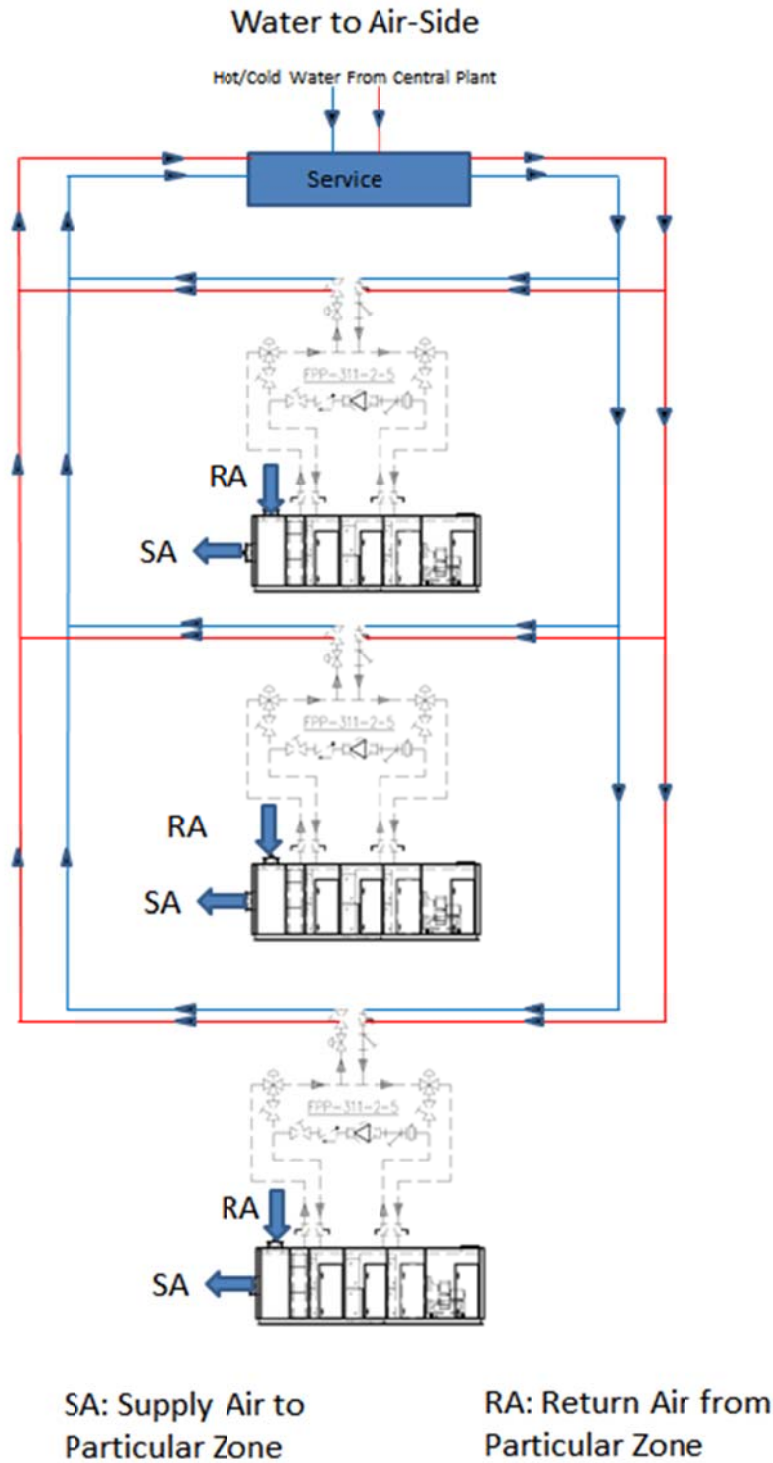 Water to Air-Side
Hot/Cold Water From Central Plant
Service
FPP-311-2-5
RA
SA
FPP-311-2-5
RA
SA
FPP-311-2-5
RA
SA
SA: Supply Air to
Particular Zone
RA: Return Air from
Particular Zone